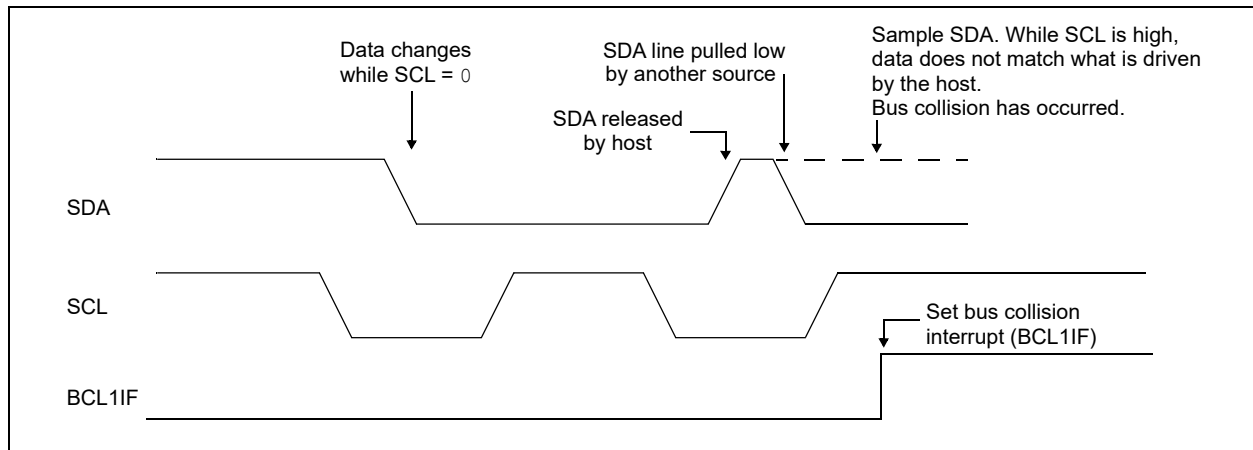 Data changes
while SCL = 0
SDA line pulled low
by another source
Sample SDA. While SCL is high,
data does not match what is driven
by the host.
Bus collision has occurred.
SDA released
by host
SDA
SCL
Set bus collision
interrupt (BCL1IF)
BCL1IF